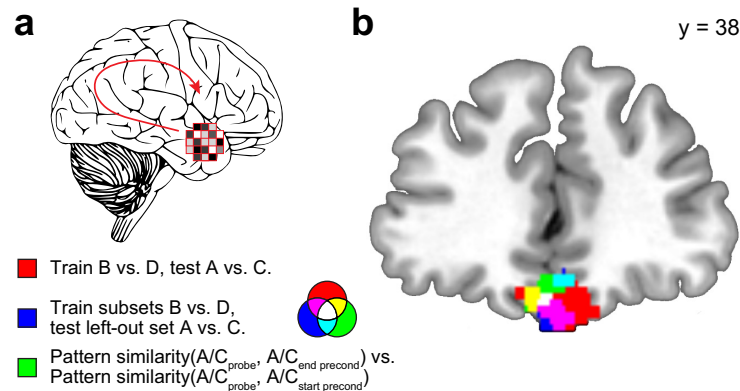 a
b
y = 38
Train B vs. D, test A vs. C.
Train subsets B vs. D,
test left-out set A vs. C.
Pattern similarity(A/Cprobe, A/Cend precond) vs.
Pattern similarity(A/Cprobe, A/Cstart precond)